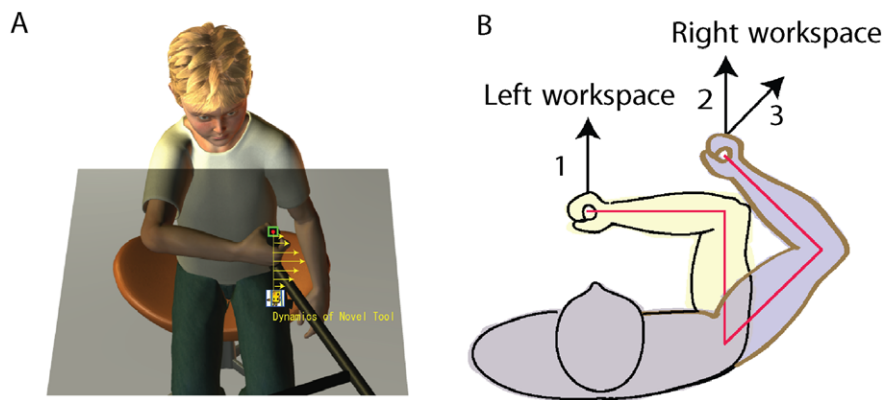 A
Dynamics of Novel Tool
B
Right workspace
Left workspace
2
3
1